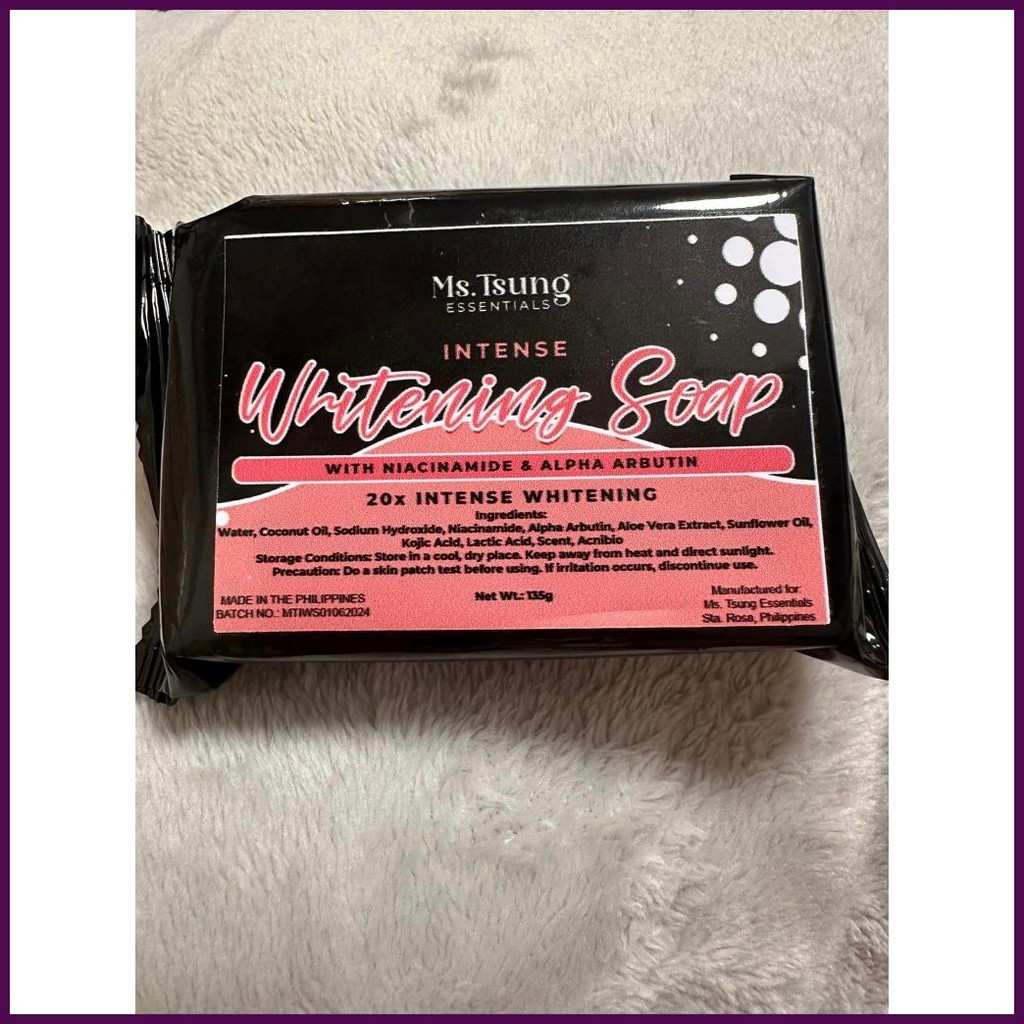 Ms. Tsung
ESSENTIALS
INTENSE
Whitening Soap
WITH NIACINAMIDE & ALPHA ARBUTIN
20x INTENSE WHITENING
Ingredients:
Water, Coconut Oil, Sodium Hydroxide, Niacinamide, Alpha Arbutin, Aloe Vera Extract, Sunflower Oil,
Kojic Acid, Lactic Acid, Scent, Acnibio
Storage Conditions: Store in a cool, dry place. Keep away from heat and direct sunlight.
Precaution: Do a skin patch test before using. If irritation occurs, discontinue use.
Net Wt.: 135g
MADE IN THE PHILIPPINES
BATCH NO.: MTIWS01062024
Manufactured for:
Ms. Tsung Essentials
Sta. Rosa, Philippines